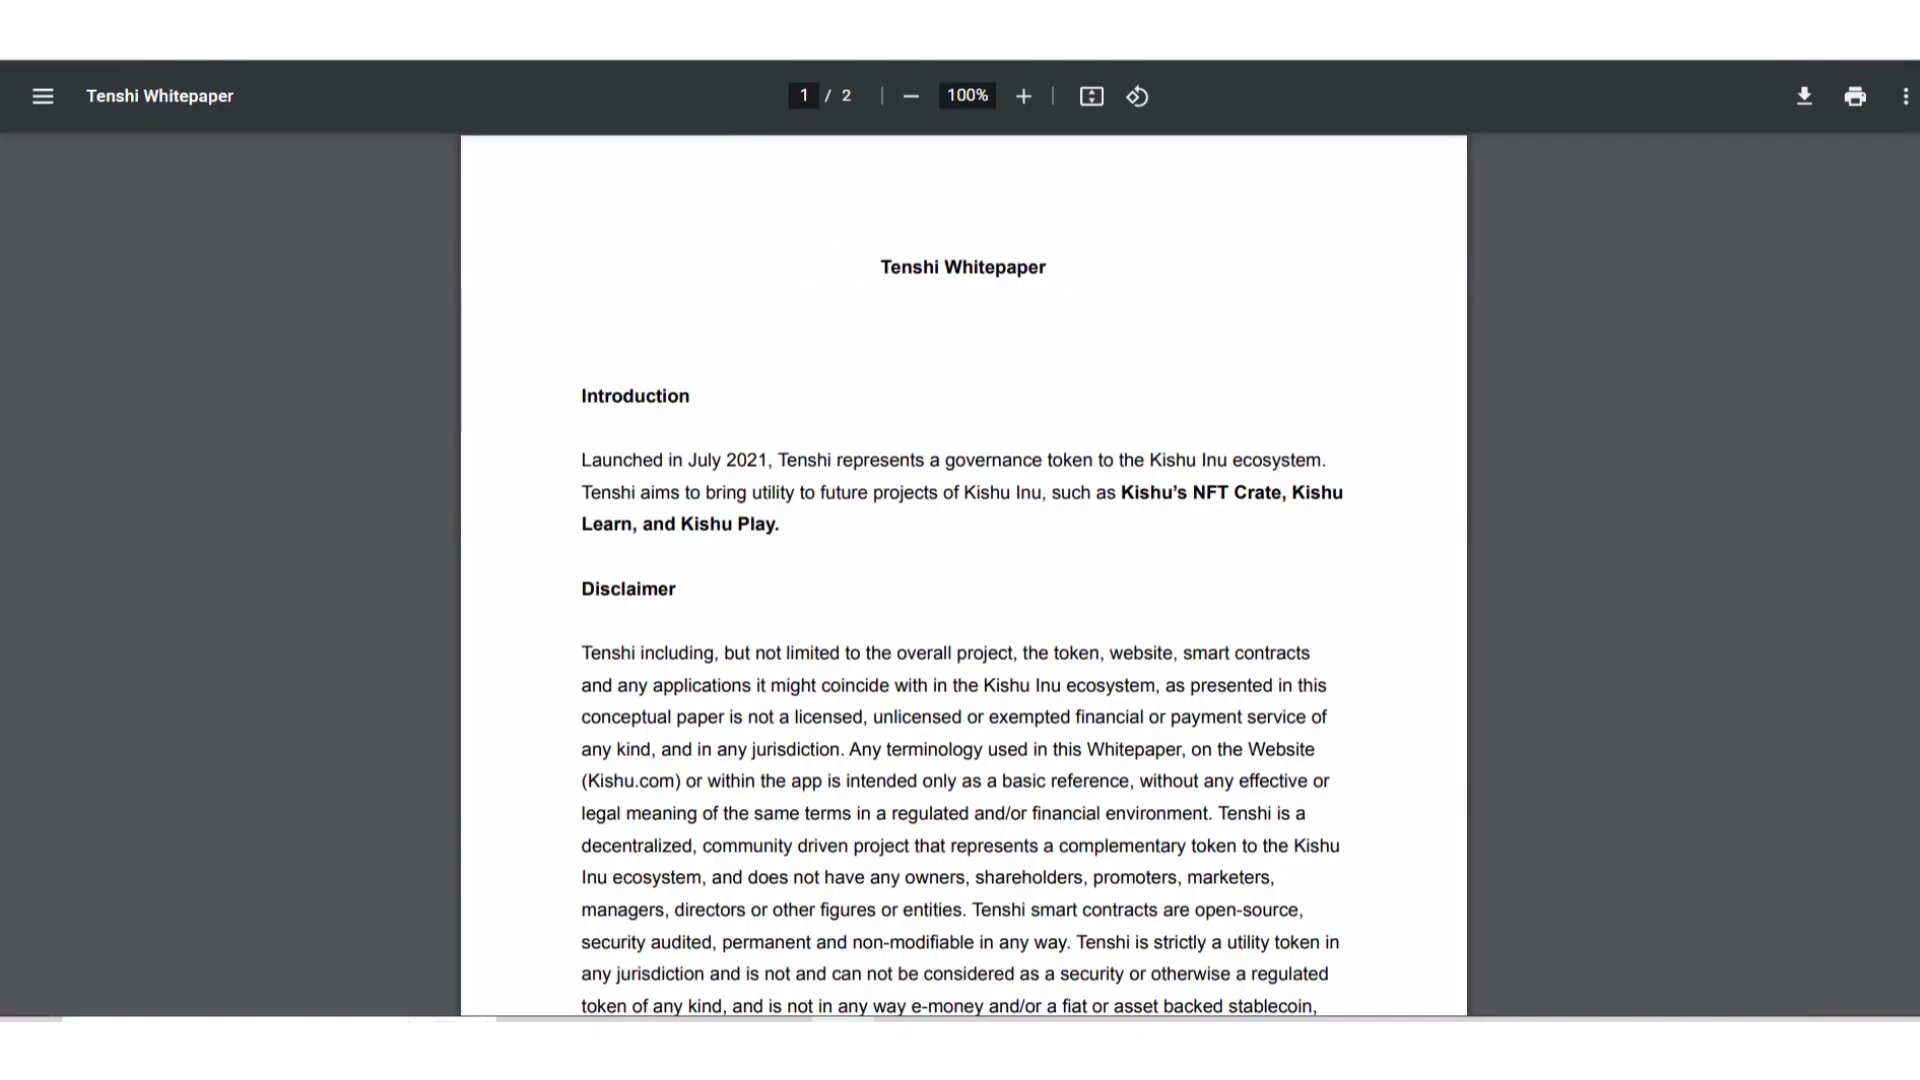 Tenshi Whitepaper
1 / 2
100%
Tenshi Whitepaper
Introduction
Launched in July 2021, Tenshi represents a governance token to the Kishu Inu ecosystem.
Tenshi aims to bring utility to future projects of Kishu Inu, such as Kishu’s NFT Crate, Kishu
Learn, and Kishu Play.
Disclaimer
Tenshi including, but not limited to the overall project, the token, website, smart contracts
and any applications it might coincide with in the Kishu Inu ecosystem, as presented in this
conceptual paper is not a licensed, unlicensed or exempted financial or payment service of
any kind, and in any jurisdiction. Any terminology used in this Whitepaper, on the Website
(Kishu.com) or within the app is intended only as a basic reference, without any effective or
legal meaning of the same terms in a regulated and/or financial environment. Tenshi is a
decentralized, community driven project that represents a complementary token to the Kishu
Inu ecosystem, and does not have any owners, shareholders, promoters, marketers,
managers, directors or other figures or entities. Tenshi smart contracts are open-source,
security audited, permanent and non-modifiable in any way. Tenshi is strictly a utility token in
any jurisdiction and is not and can not be considered as a security or otherwise a regulated
token of any kind, and is not in any way e-money and/or a fiat or asset backed stablecoin,